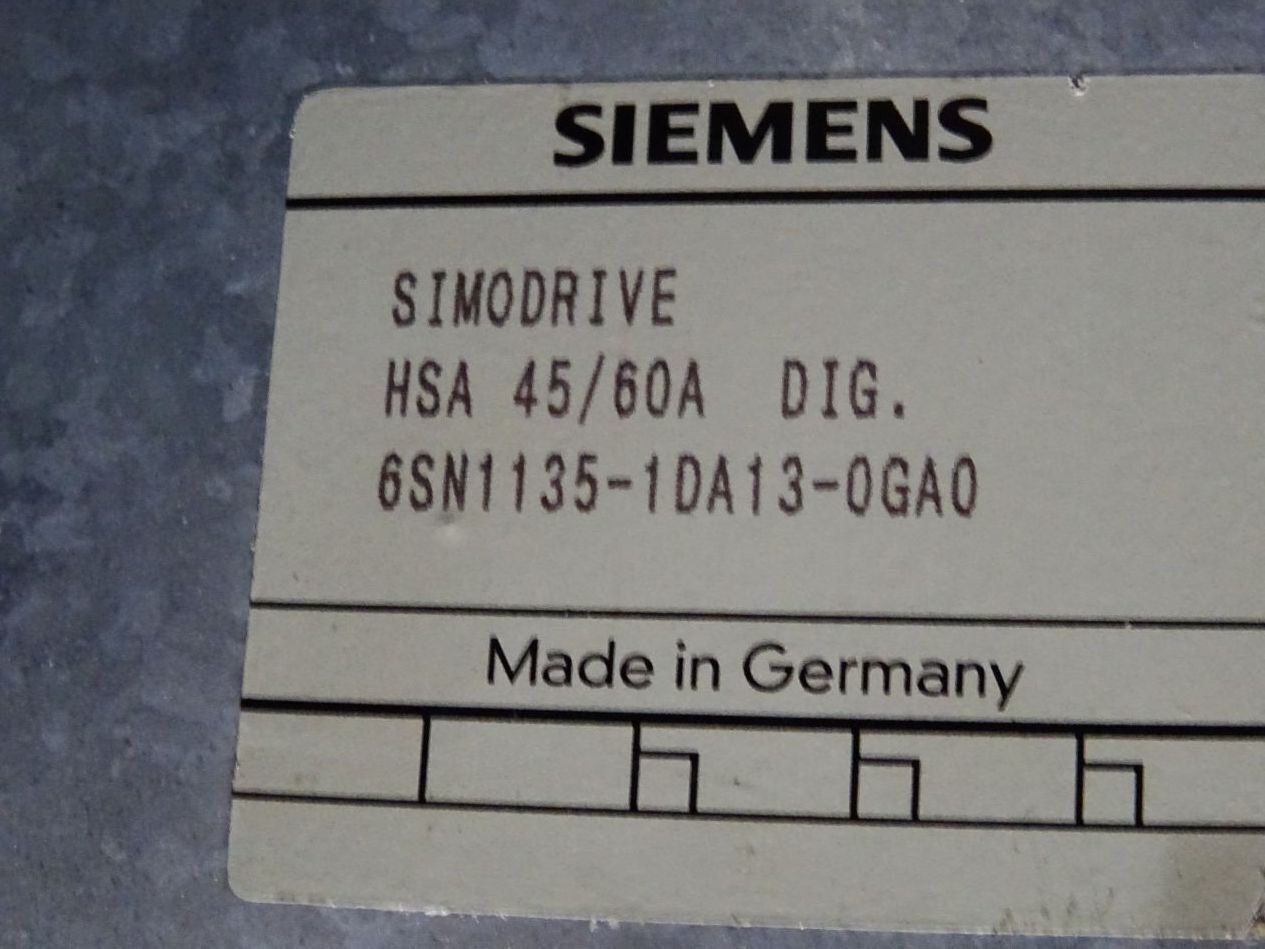 SIEMENS
SIMODRIVE
HSA 45/60A DIG.
6SN1135-1DA13-0GA0
Made in Germany